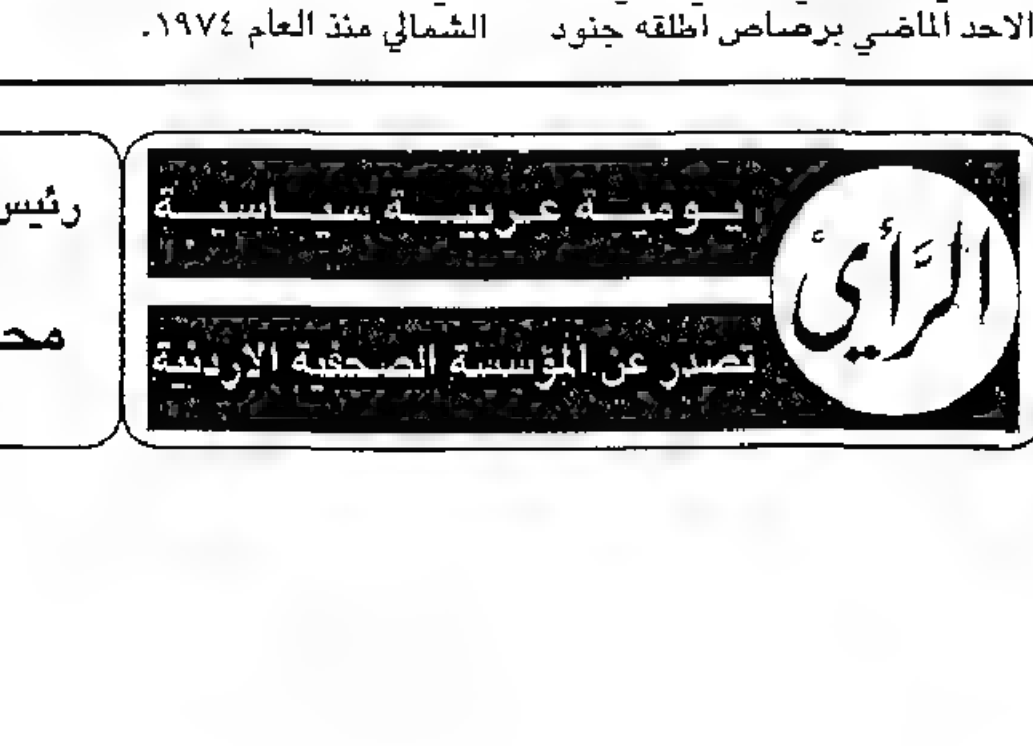 الاحد الماضي برصاص اطلقه جنود
الشمالي منذ العام ١٩٧٤.
الرَّأي
يومية عربية سياسية
تصدر عن المؤسسة الصحفية الاردنية
رئيس
محـ